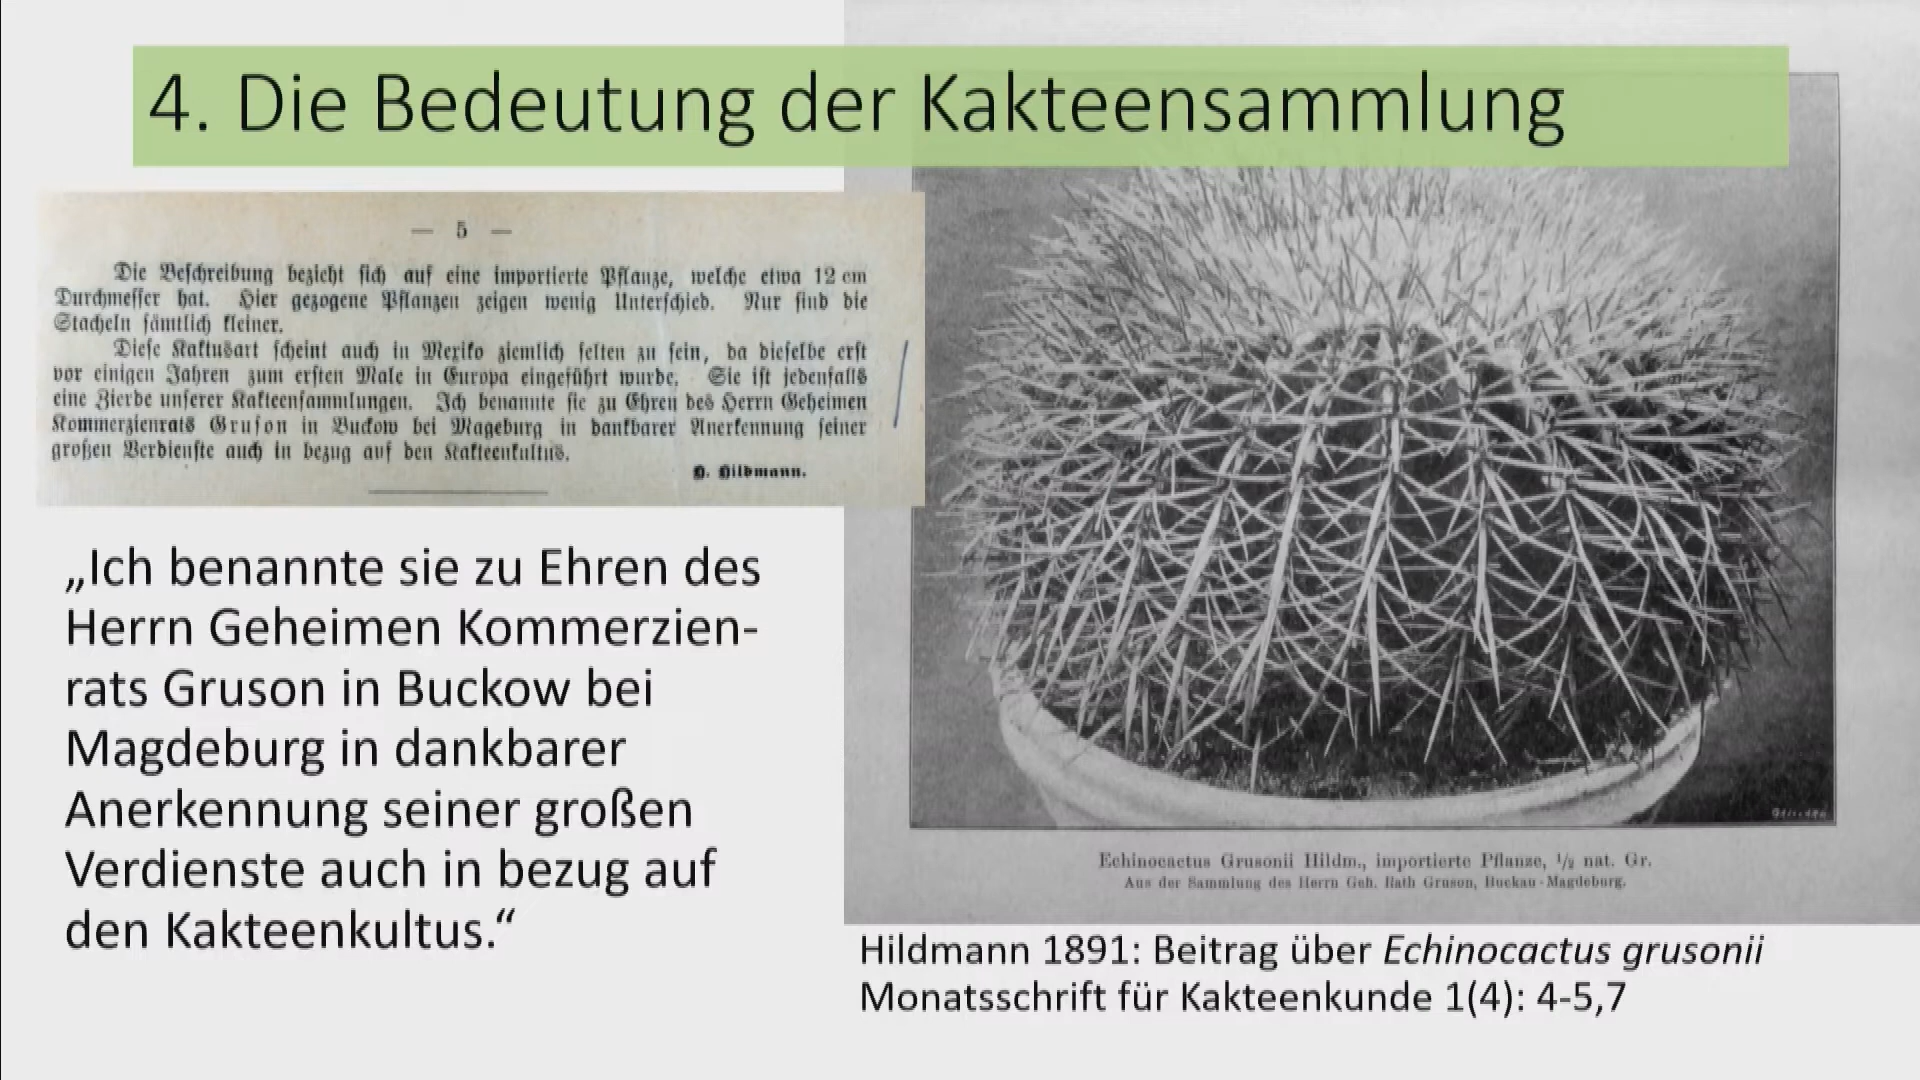 4. Die Bedeutung der Kakteensammlung
— 5 —
Die Beschreibung bezieht sich auf eine importierte Pflanze, welche etwa 12 cm
Durchmesser hat. Hier gezogene Pflanzen zeigen wenig Unterschied. Nur sind die
Stacheln sämtlich kleiner.
Diese Kaktusart scheint auch in Mexiko ziemlich selten zu sein, da dieselbe erst
vor einigen Jahren zum ersten Male in Europa eingeführt wurde. Sie ist jedenfalls
eine Zierde unserer Kakteensammlungen. Ich benannte sie zu Ehren des Herrn Geheimen
Kommerzienrats Gruson in Buckow bei Mageburg in dankbarer Anerkennung seiner
großen Verdienste auch in bezug auf den Kakteenkultus.
H. Hildmann.
„Ich benannte sie zu Ehren des
Herrn Geheimen Kommerzien-
rats Gruson in Buckow bei
Magdeburg in dankbarer
Anerkennung seiner großen
Verdienste auch in bezug auf
den Kakteenkultus.“
Echinocactus Grusonii Hildm., importierte Pflanze, 1/2 nat. Gr.
Aus der Sammlung des Herrn Geh. Rath Gruson, Buckau-Magdeburg.
Hildmann 1891: Beitrag über Echinocactus grusonii
Monatsschrift für Kakteenkunde 1(4): 4-5,7